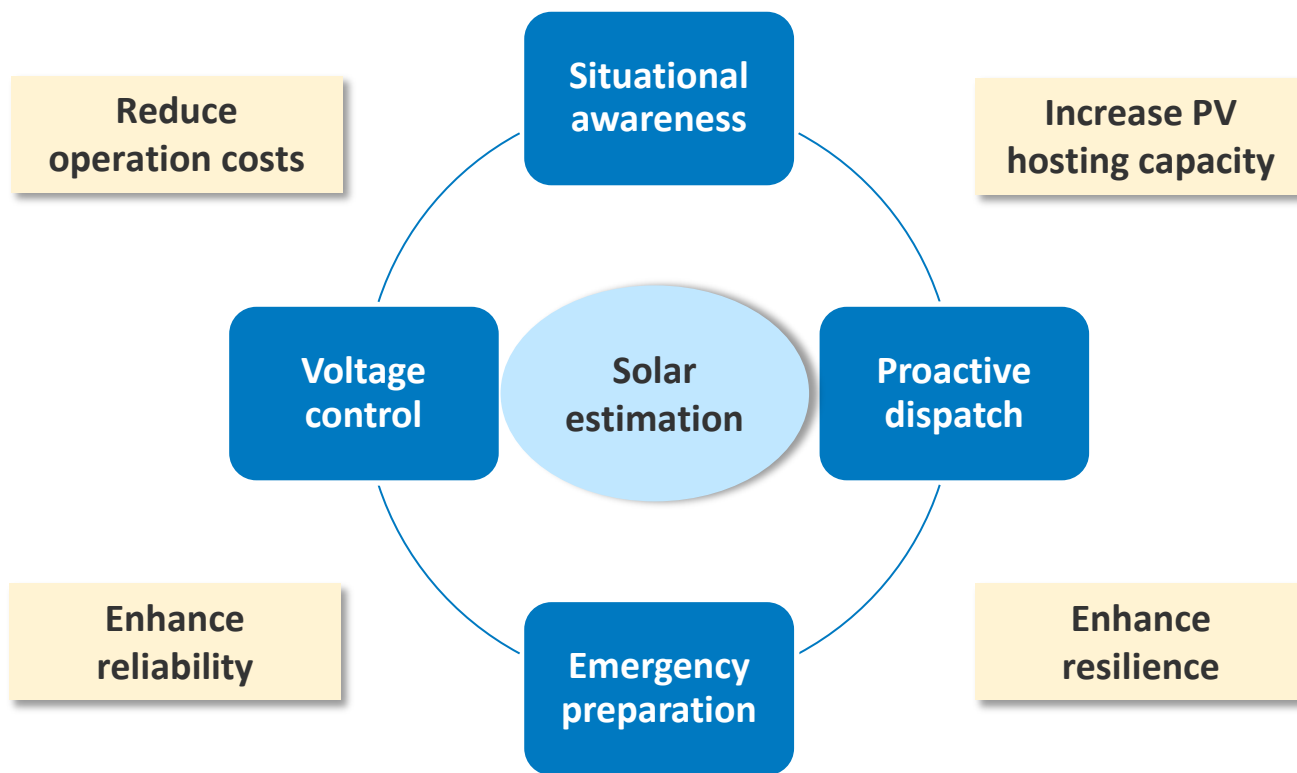 Situational
awareness
Reduce
operation costs
Increase PV
hosting capacity
Voltage
control
Solar
estimation
Proactive
dispatch
Enhance
reliability
Emergency
preparation
Enhance
resilience